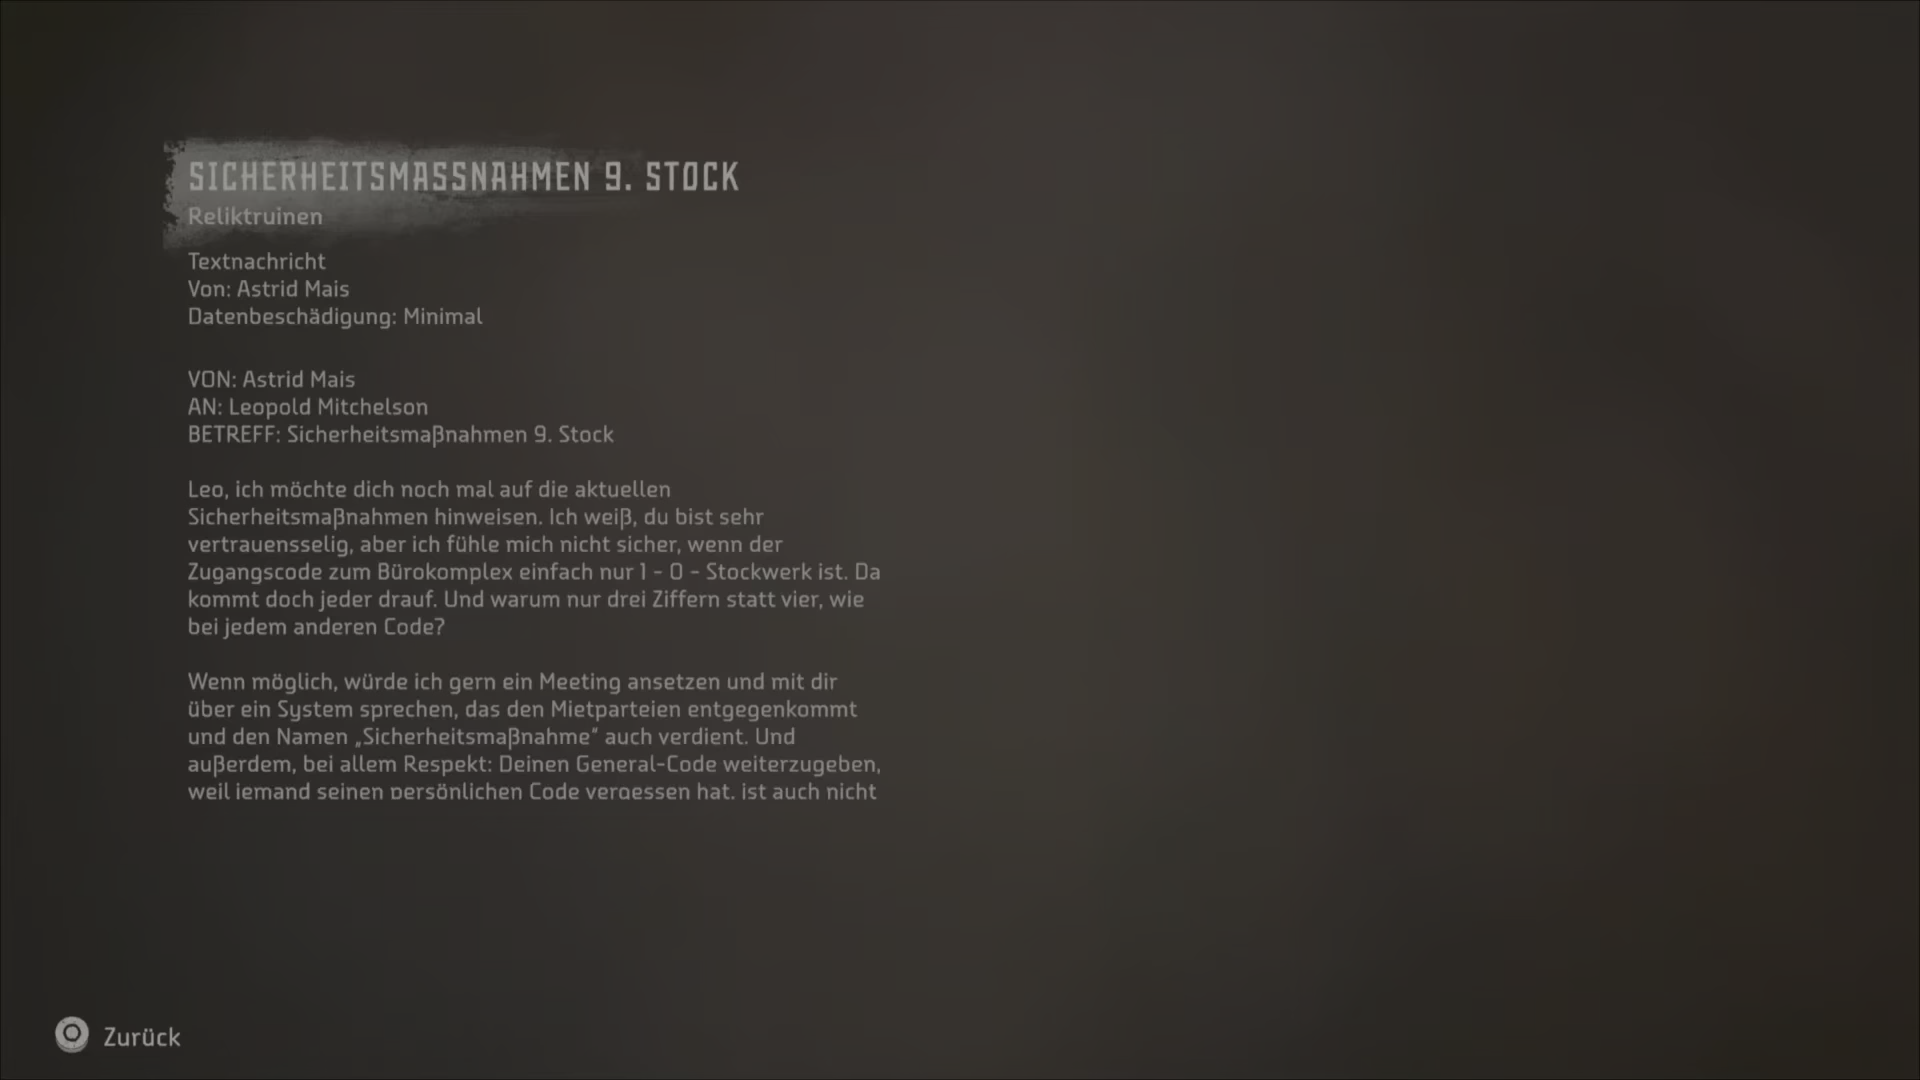 SICHERHEITSMASSNAHMEN 9. STOCK
Reliktruinen
Textnachricht
Von: Astrid Mais
Datenbeschädigung: Minimal
VON: Astrid Mais
AN: Leopold Mitchelson
BETREFF: Sicherheitsmaßnahmen 9. Stock
Leo, ich möchte dich noch mal auf die aktuellen
Sicherheitsmaßnahmen hinweisen. Ich weiß, du bist sehr
vertrauensselig, aber ich fühle mich nicht sicher, wenn der
Zugangscode zum Bürokomplex einfach nur 1 - 0 - Stockwerk ist. Da
kommt doch jeder drauf. Und warum nur drei Ziffern statt vier, wie
bei jedem anderen Code?
Wenn möglich, würde ich gern ein Meeting ansetzen und mit dir
über ein System sprechen, das den Mietparteien entgegenkommt
und den Namen „Sicherheitsmaßnahme“ auch verdient. Und
außerdem, bei allem Respekt: Deinen General-Code weiterzugeben,
weil jemand seinen persönlichen Code vergessen hat, ist auch nicht
Zurück